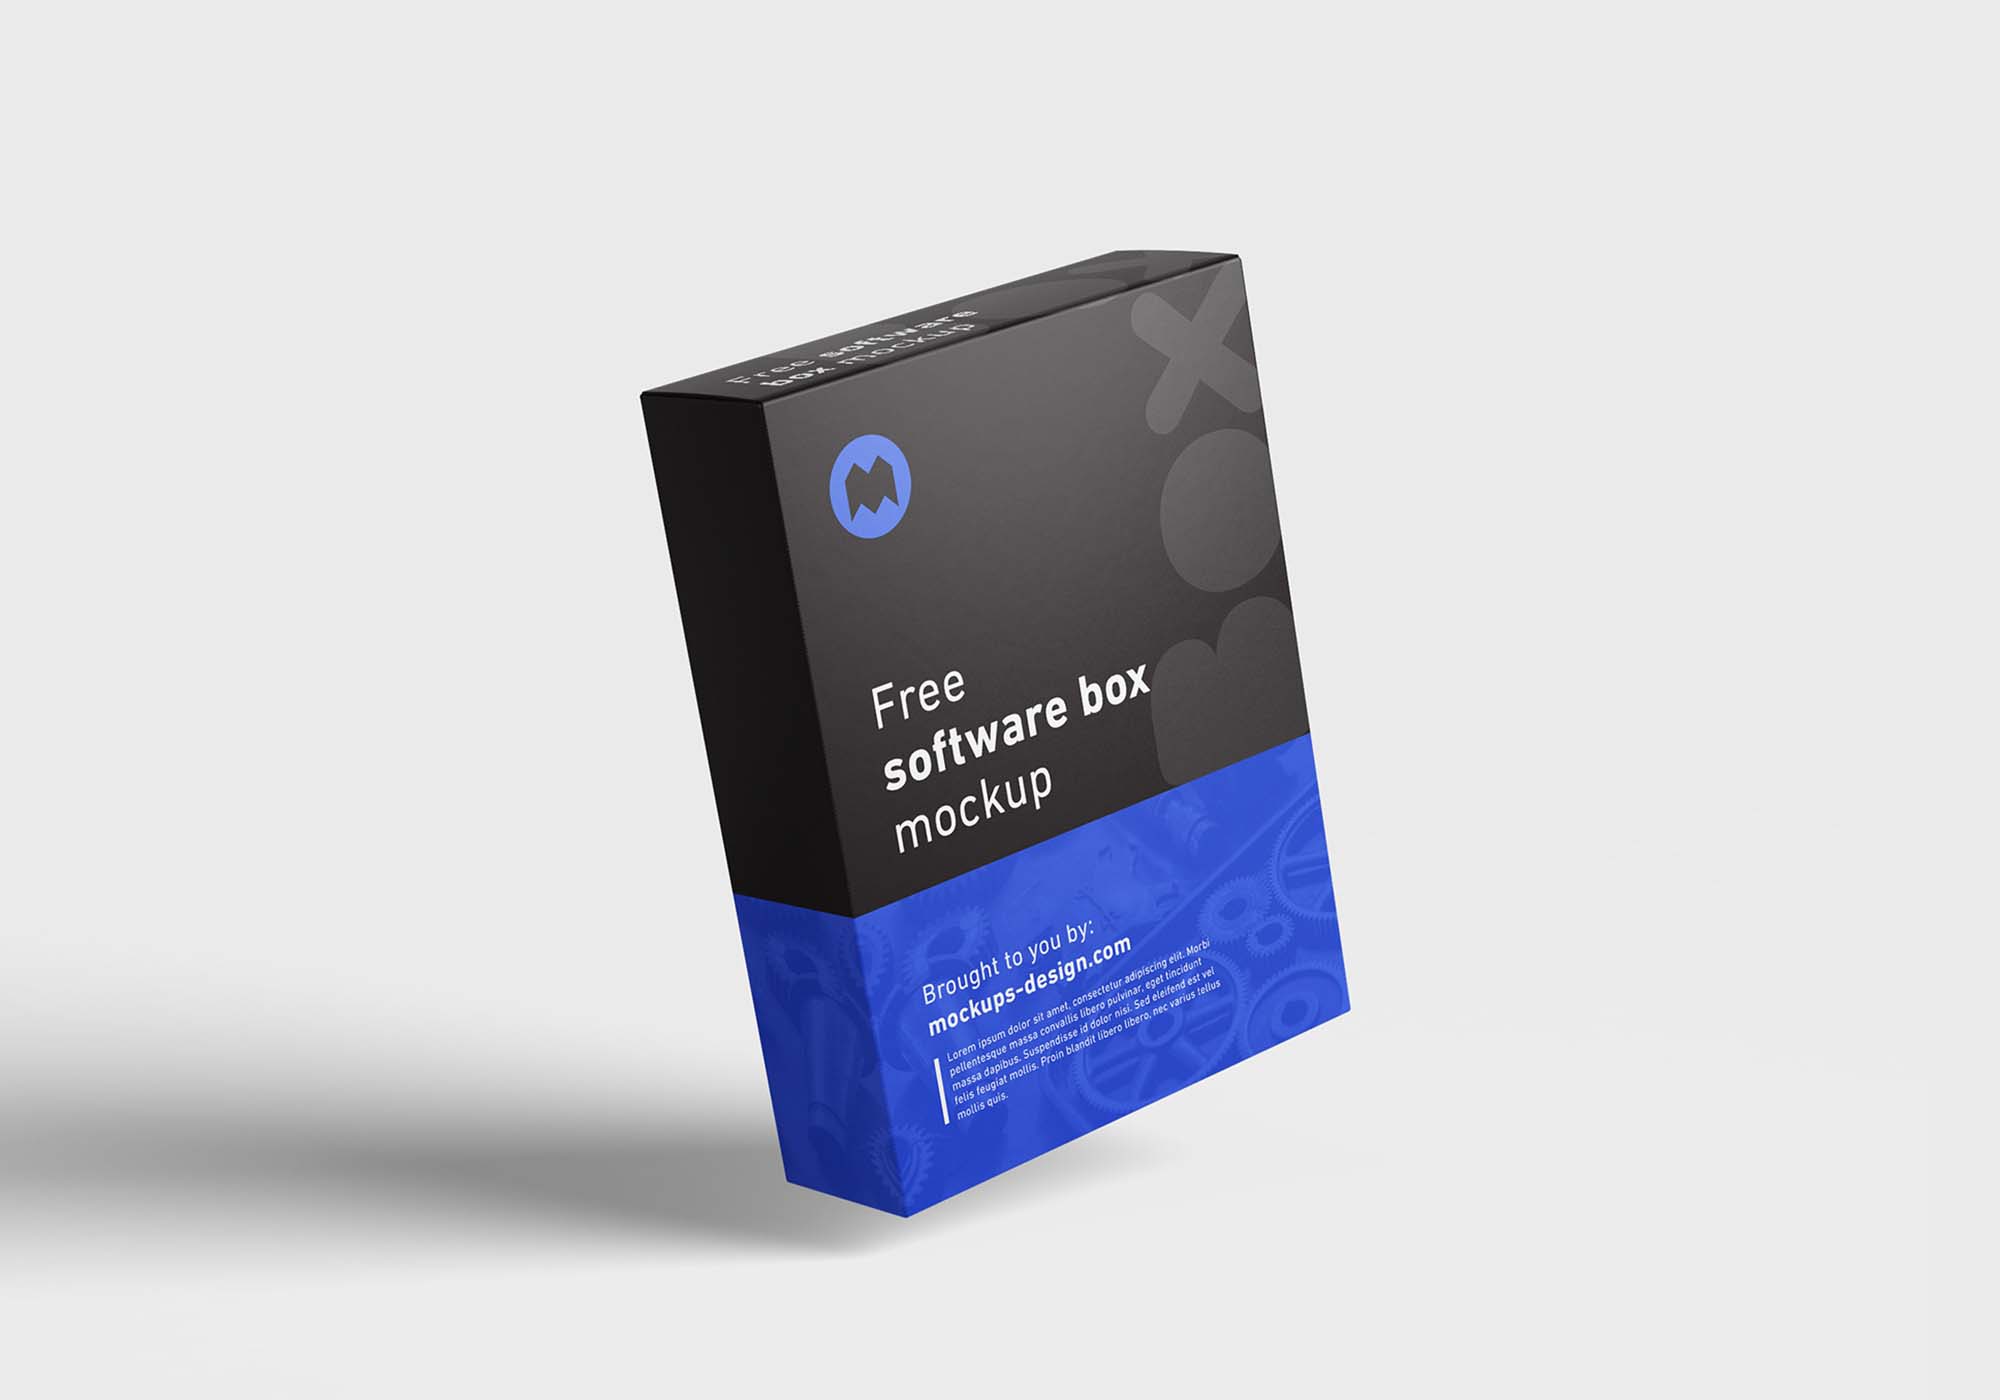 Free software
box mockup
BOX
Free
software box
mockup
Brought to you by:
mockups-design.com
Lorem ipsum dolor sit amet, consectetur adipiscing elit. Morbi
pellentesque massa convallis libero pulvinar, eget tincidunt
massa dapibus. Suspendisse id dolor nisi. Sed eleifend est vel
felis feugiat mollis. Proin blandit libero libero, nec varius tellus
mollis quis.